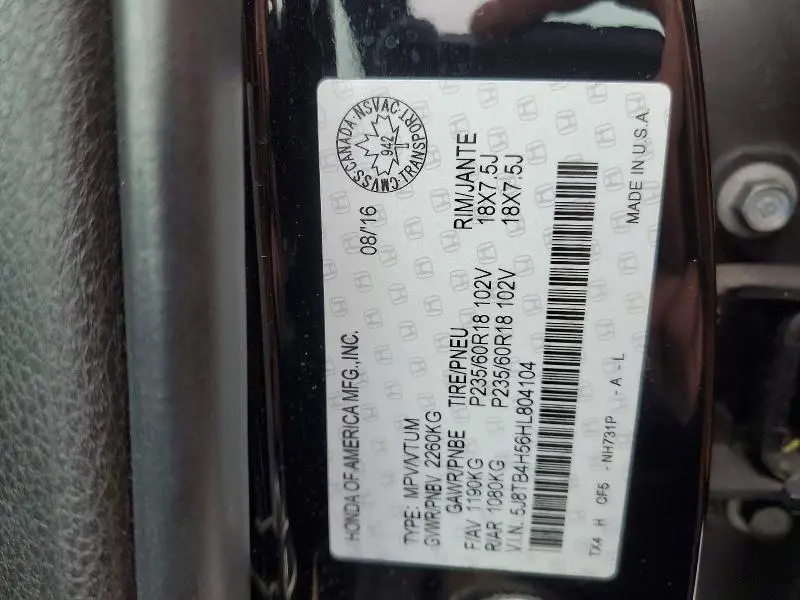 HONDA OF AMERICA MFG., INC. 08/'16
CMVSS·CANADA·NSVAC·TRANSPORT·
942
TYPE: MPV/VTUM
GVWR/PNBV 2260KG
GAWR/PNBE TIRE/PNEU RIM/JANTE
F/AV 1190KG P235/60R18 102V 18X7.5J
R/AR 1080KG P235/60R18 102V 18X7.5J
V.I.N. 5J8TB4H56HL804104
TX4 H OF5 -NH731P I-A-L
MADE IN U.S.A.